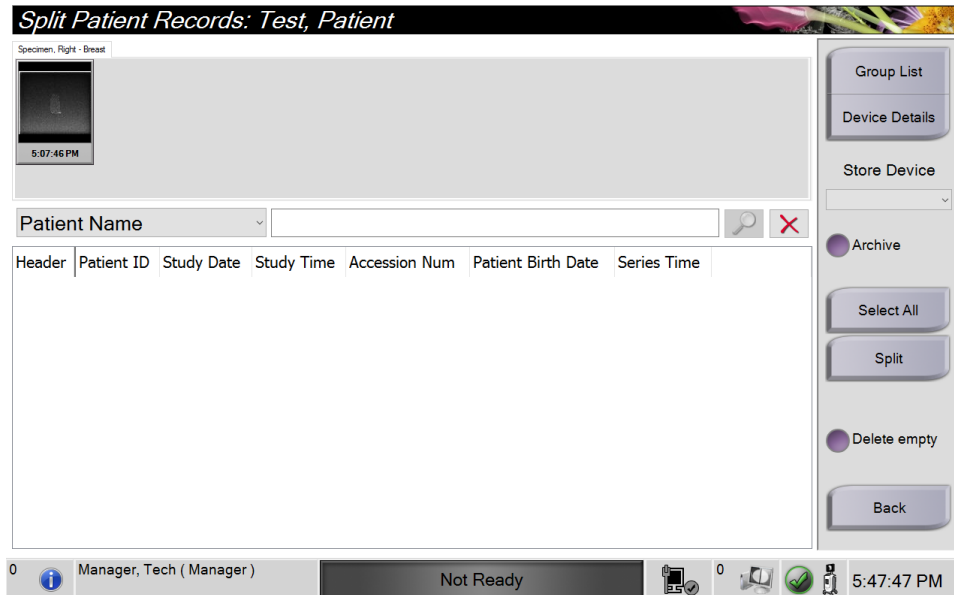 Split Patient Records: Test, Patient
Specimen, Right - Breast
5:07:46 PM
Group List
Device Details
Store Device
Patient Name
Archive
Header Patient ID Study Date Study Time Accession Num Patient Birth Date Series Time
Select All
Split
Delete empty
Back
0 Manager, Tech ( Manager ) Not Ready 0 5:47:47 PM